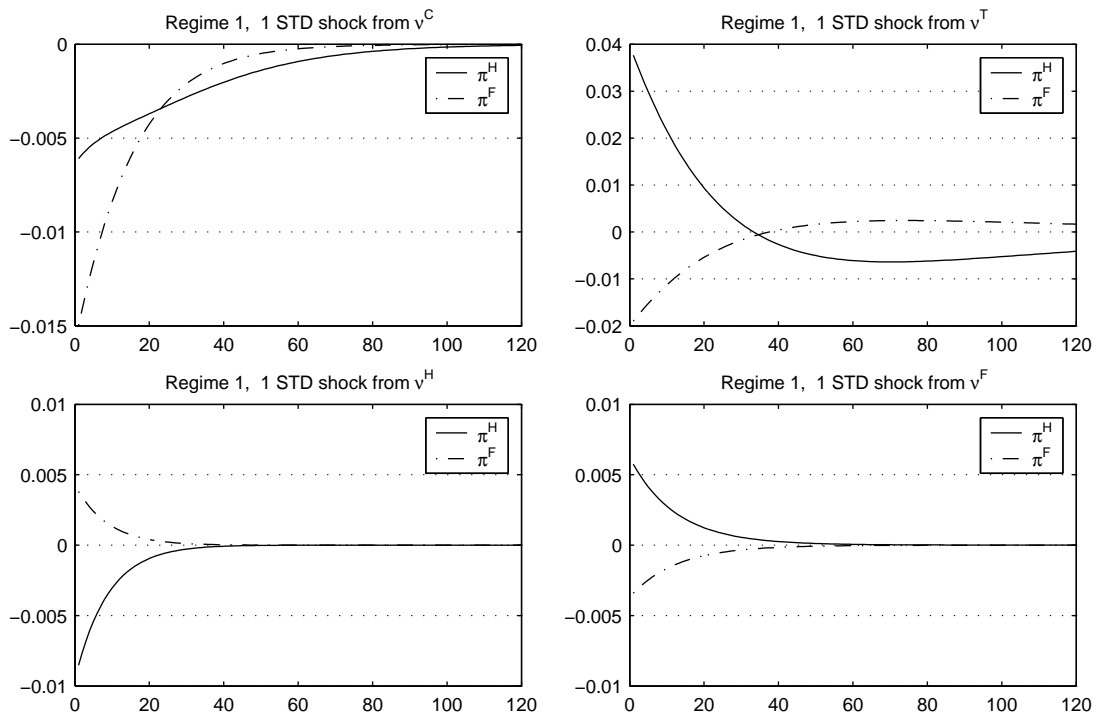 Regime 1, 1 STD shock from ν^C
0
−0.005
−0.01
−0.015
0 20 40 60 80 100 120
π^H
π^F
Regime 1, 1 STD shock from ν^T
0.04
0.03
0.02
0.01
0
−0.01
−0.02
0 20 40 60 80 100 120
π^H
π^F
Regime 1, 1 STD shock from ν^H
0.01
0.005
0
−0.005
−0.01
0 20 40 60 80 100 120
π^H
π^F
Regime 1, 1 STD shock from ν^F
0.01
0.005
0
−0.005
−0.01
0 20 40 60 80 100 120
π^H
π^F